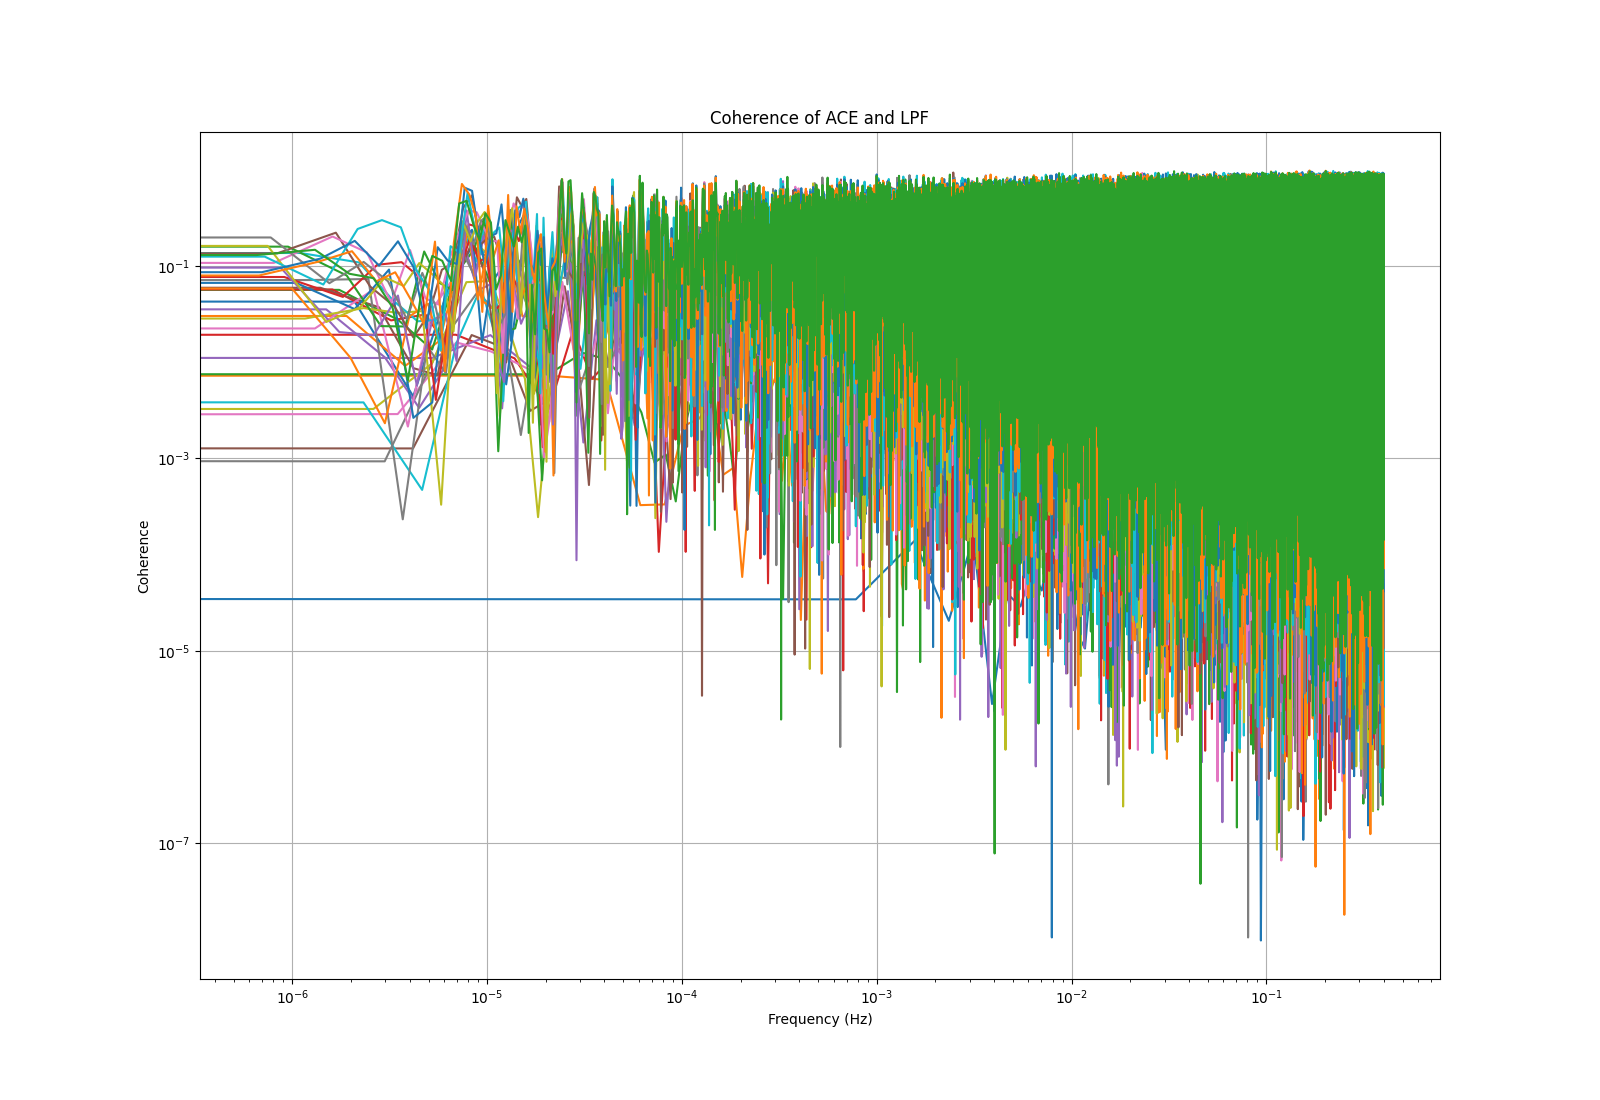 Coherence of ACE and LPF
Coherence
10⁻¹
10⁻³
10⁻⁵
10⁻⁷
10⁻⁶ 10⁻⁵ 10⁻⁴ 10⁻³ 10⁻² 10⁻¹
Frequency (Hz)